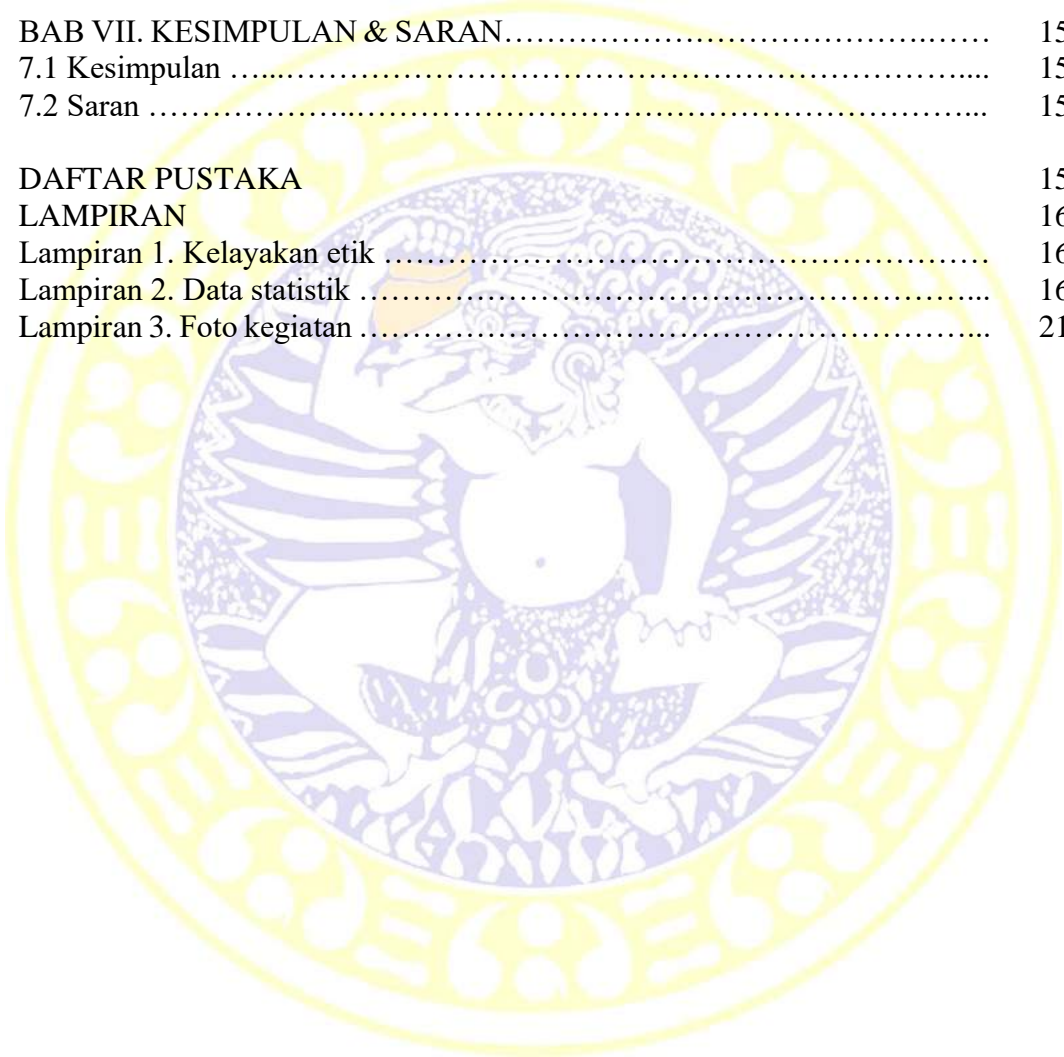 BAB VII. KESIMPULAN & SARAN……………………………………….…… 15
7.1 Kesimpulan …...………………………………………………………….... 15
7.2 Saran ………………..……………………………………………………... 15
DAFTAR PUSTAKA 15
LAMPIRAN 16
Lampiran 1. Kelayakan etik …………………………………………………… 16
Lampiran 2. Data statistik ……………………………………………………... 16
Lampiran 3. Foto kegiatan ……………………………………………………... 21